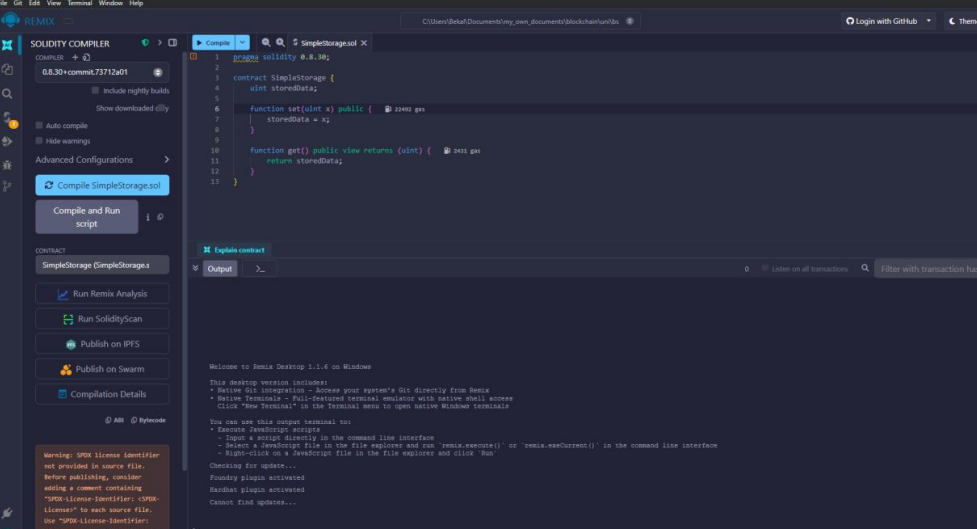 File Git Edit View Terminal Window Help
REMIX
C:\Users\Bekal\Documents\my_own_documents\blockchain\uni\bs
Login with GitHub
Theme
SOLIDITY COMPILER
COMPILER +
0.8.30+commit.73712a01
Include nightly builds
Show downloaded only
Auto compile
Hide warnings
Advanced Configurations
Compile SimpleStorage.sol
Compile and Run
script
CONTRACT
SimpleStorage (SimpleStorage.s
Run Remix Analysis
Run SolidityScan
Publish on IPFS
Publish on Swarm
Compilation Details
ABI Bytecode
Warning: SPDX license identifier
not provided in source file.
Before publishing, consider
adding a comment containing
"SPDX-License-Identifier: <SPDX-
License>" to each source file.
Use "SPDX-License-Identifier:
Compile
SimpleStorage.sol
1 pragma solidity 0.8.30;
2
3 contract SimpleStorage {
4 uint storedData;
5
6 function set(uint x) public { 22492 gas
7 storedData = x;
8 }
9
10 function get() public view returns (uint) { 2431 gas
11 return storedData;
12 }
13 }
Explain contract
Output >_
0 Listen on all transactions Filter with transaction has
Welcome to Remix Desktop 1.1.6 on Windows
This desktop version includes:
• Native Git integration - Access your system's Git directly from Remix
• Native Terminals - Full-featured terminal emulator with native shell access
Click "New Terminal" in the Terminal menu to open native Windows terminals
You can use this output terminal to:
• Execute JavaScript scripts
- Input a script directly in the command line interface
- Select a JavaScript file in the file explorer and run `remix.execute()` or `remix.exeCurrent()` in the command line interface
- Right-click on a JavaScript file in the file explorer and click `Run`
Checking for update...
Foundry plugin activated
Hardhat plugin activated
Cannot find updates...